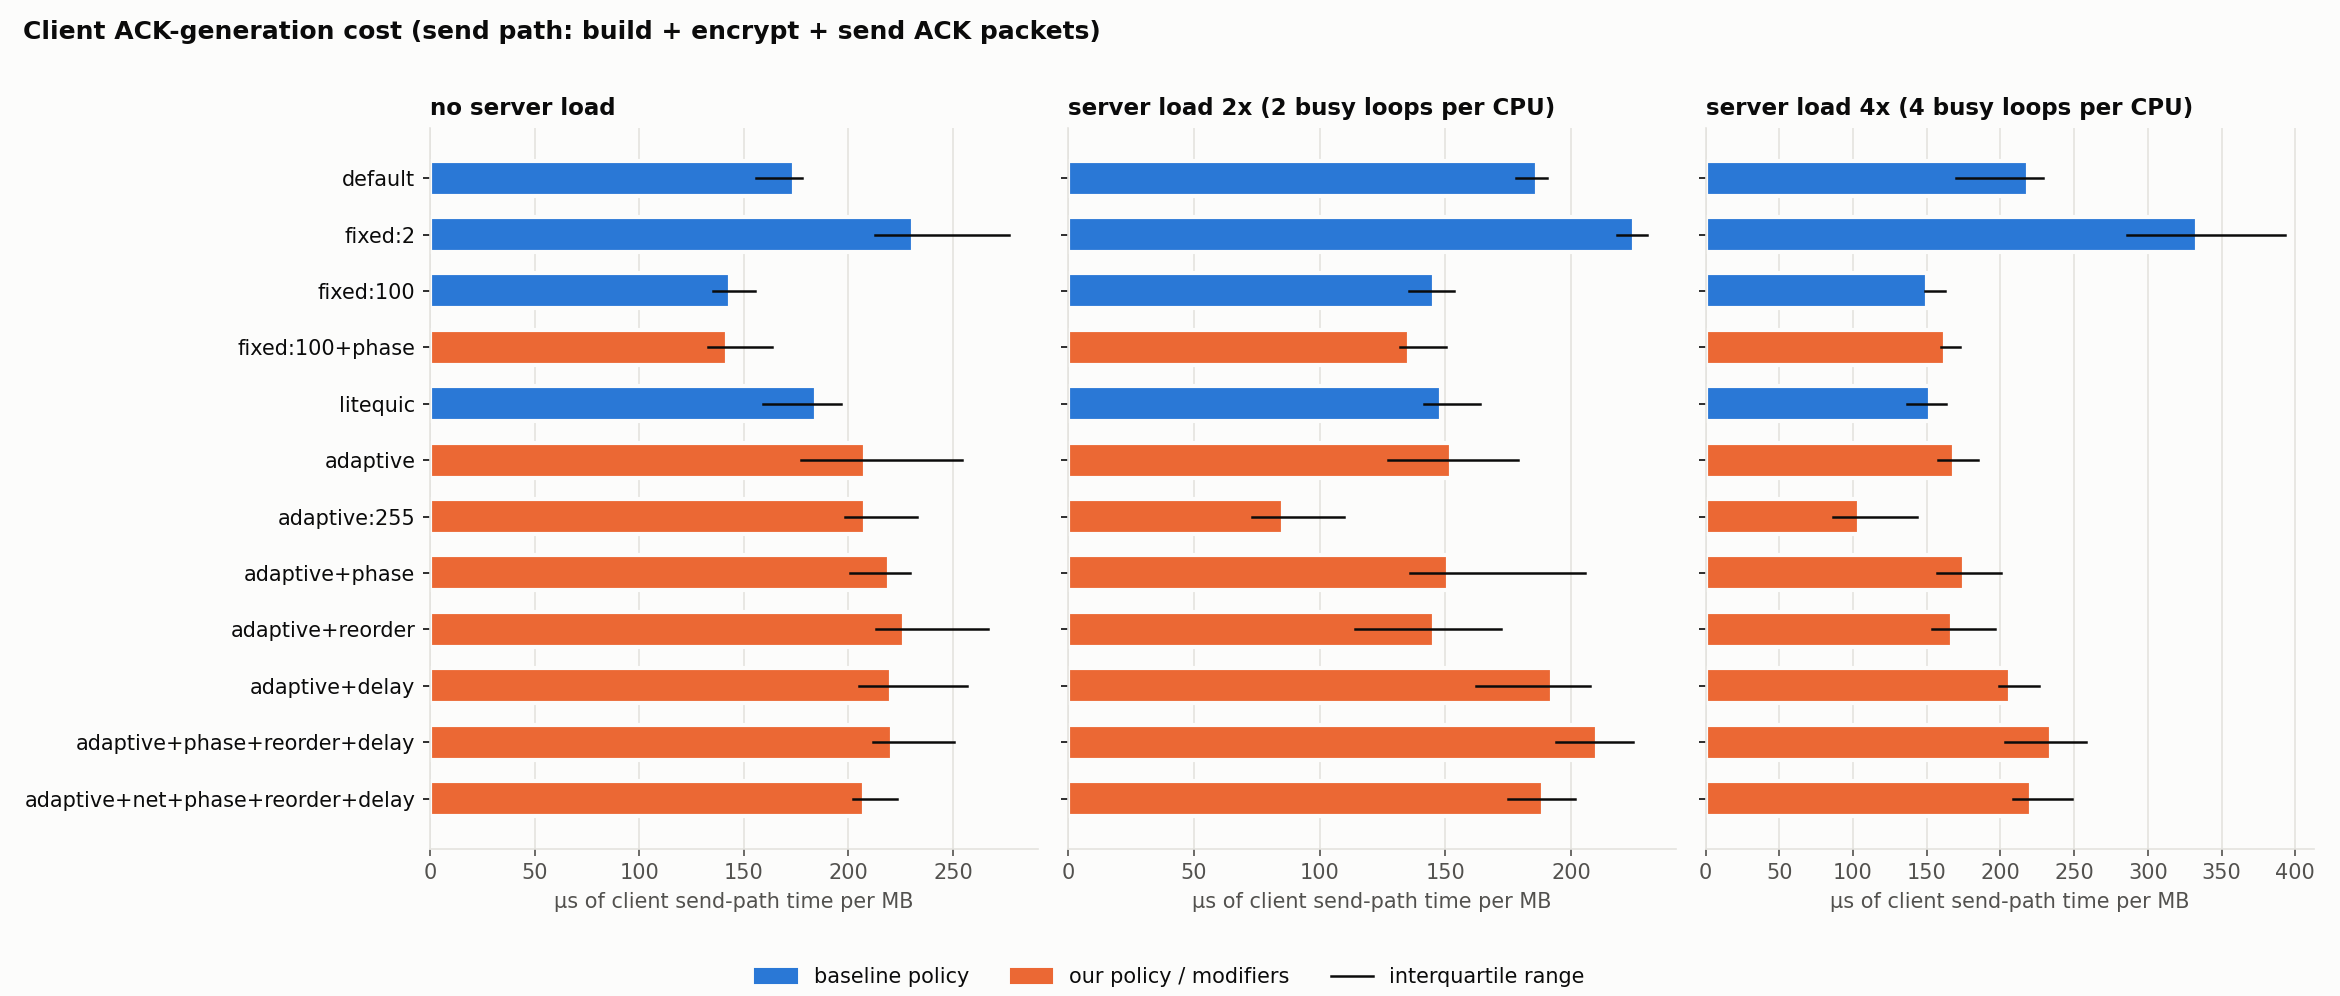 Client ACK-generation cost (send path: build + encrypt + send ACK packets)
no server load
server load 2x (2 busy loops per CPU)
server load 4x (4 busy loops per CPU)
default
fixed:2
fixed:100
fixed:100+phase
litequic
adaptive
adaptive:255
adaptive+phase
adaptive+reorder
adaptive+delay
adaptive+phase+reorder+delay
adaptive+net+phase+reorder+delay
0 50 100 150 200 250
0 50 100 150 200
0 50 100 150 200 250 300 350 400
µs of client send-path time per MB
µs of client send-path time per MB
µs of client send-path time per MB
baseline policy
our policy / modifiers
interquartile range